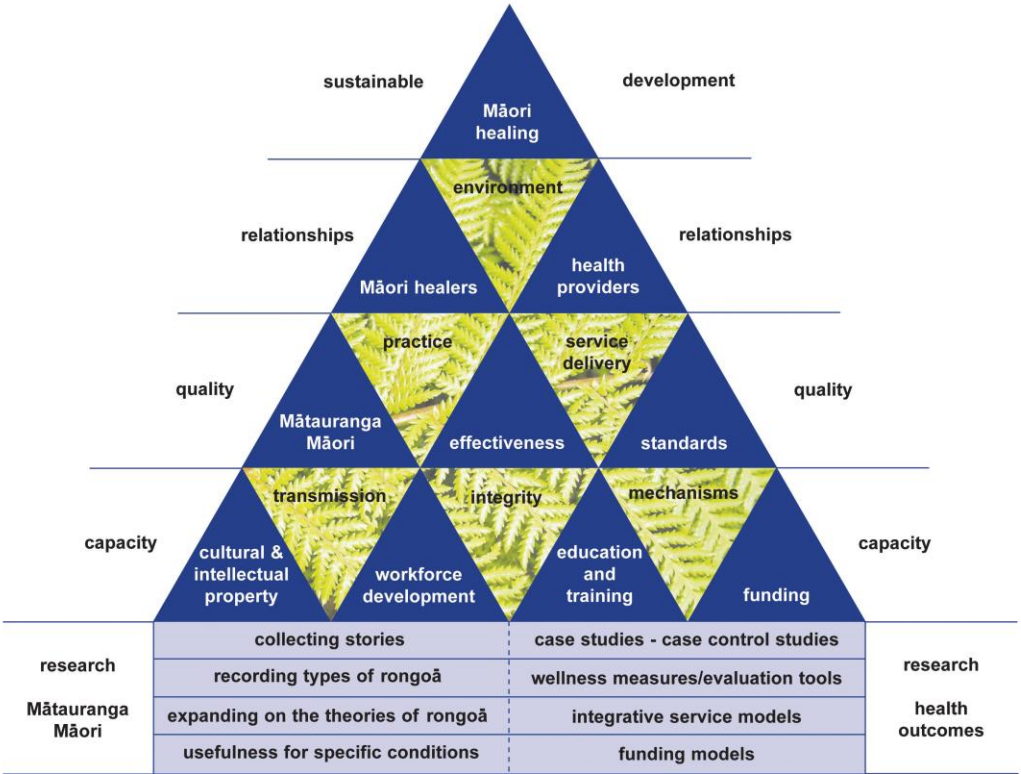 sustainable
development
Māori
healing
environment
relationships
relationships
Māori healers
health
providers
practice
service
delivery
quality
quality
Mātauranga
Māori
effectiveness
standards
transmission
integrity
mechanisms
capacity
capacity
cultural &
intellectual
property
workforce
development
education
and
training
funding
collecting stories
case studies - case control studies
research
research
recording types of rongoā
wellness measures/evaluation tools
Mātauranga
Māori
expanding on the theories of rongoā
integrative service models
health
outcomes
usefulness for specific conditions
funding models